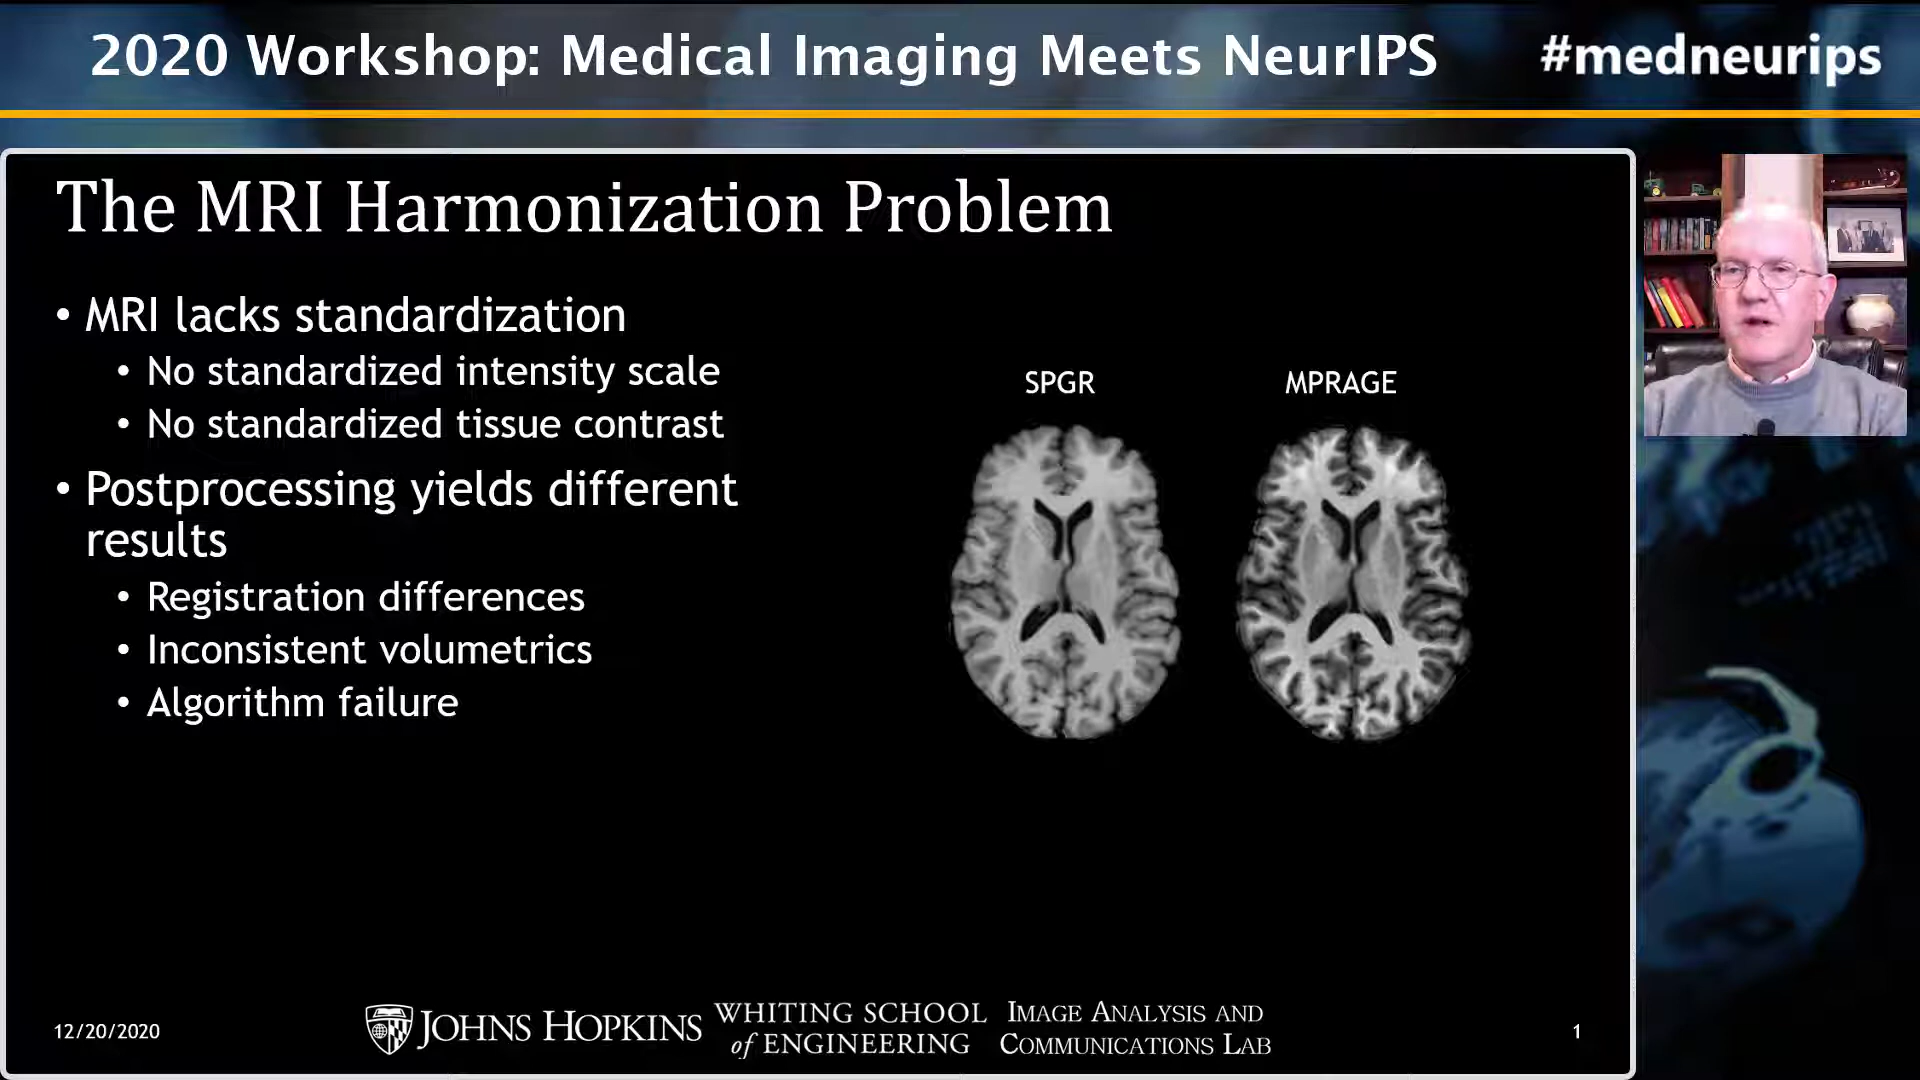 2020 Workshop: Medical Imaging Meets NeurIPS
#medneurips
The MRI Harmonization Problem
• MRI lacks standardization
• No standardized intensity scale
• No standardized tissue contrast
• Postprocessing yields different
results
• Registration differences
• Inconsistent volumetrics
• Algorithm failure
SPGR
MPRAGE
12/20/2020
JOHNS HOPKINS
WHITING SCHOOL
of ENGINEERING
IMAGE ANALYSIS AND
COMMUNICATIONS LAB
1